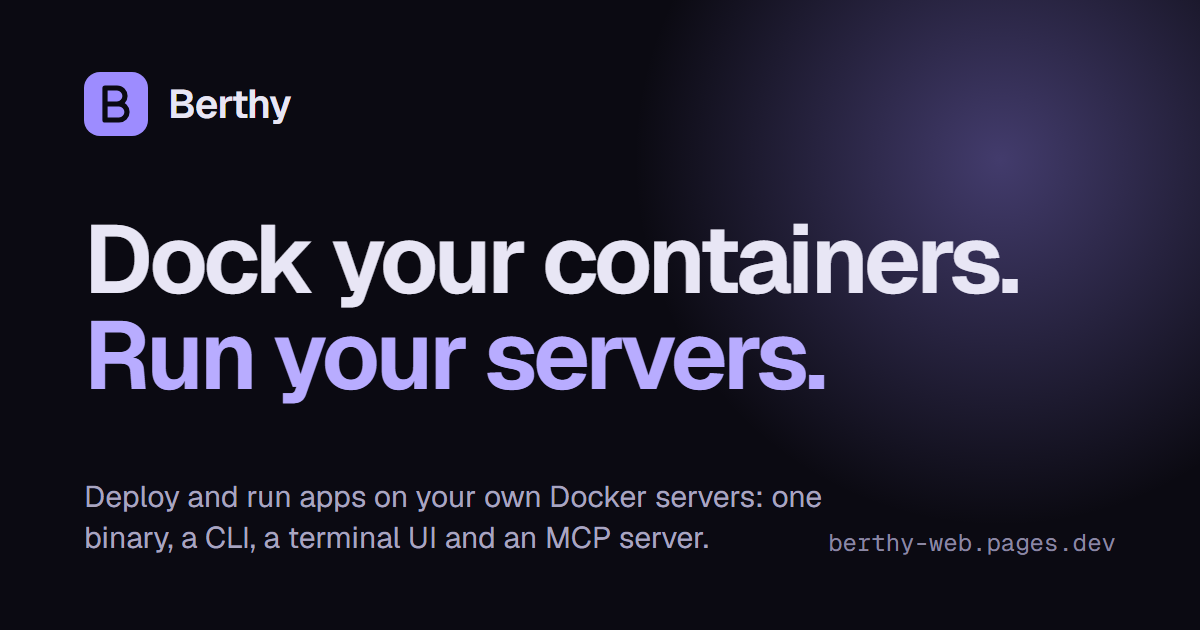 B Berthy
Dock your containers.
Run your servers.
Deploy and run apps on your own Docker servers: one
binary, a CLI, a terminal UI and an MCP server.
berthy-web.pages.dev